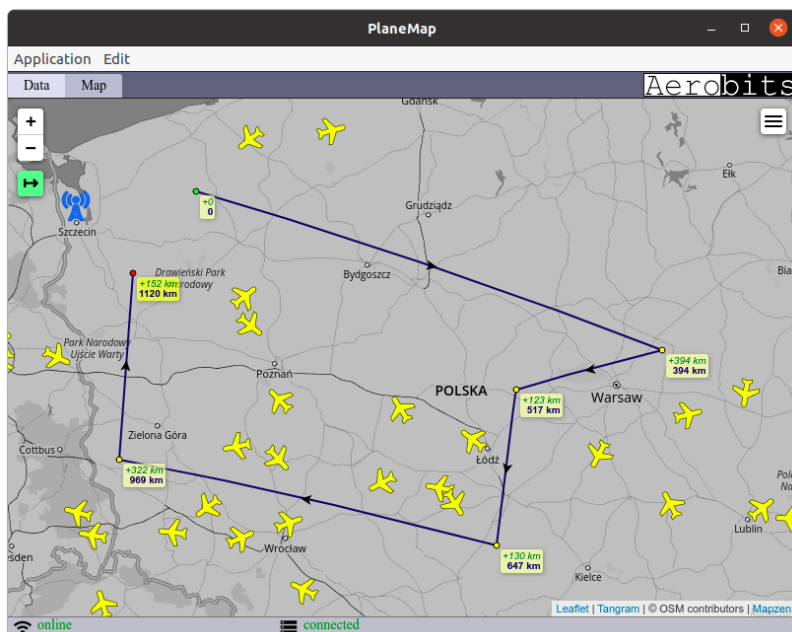 PlaneMap
Application Edit
Data Map
Aerobits
+
−
Gdańsk
Ełk
+0
0
Grudziądz
Szczecin
Bydgoszcz
Drawieński Park
+152 km
1120 km
Park Narodowy
Ujście Warty
Poznań
+394 km
394 km
POLSKA
+123 km
517 km
Warsaw
Zielona Góra
Cottbus
Łódź
+322 km
969 km
Lublin
Wrocław
+130 km
647 km
Kielce
Leaflet | Tangram | © OSM contributors | Mapzen
online connected